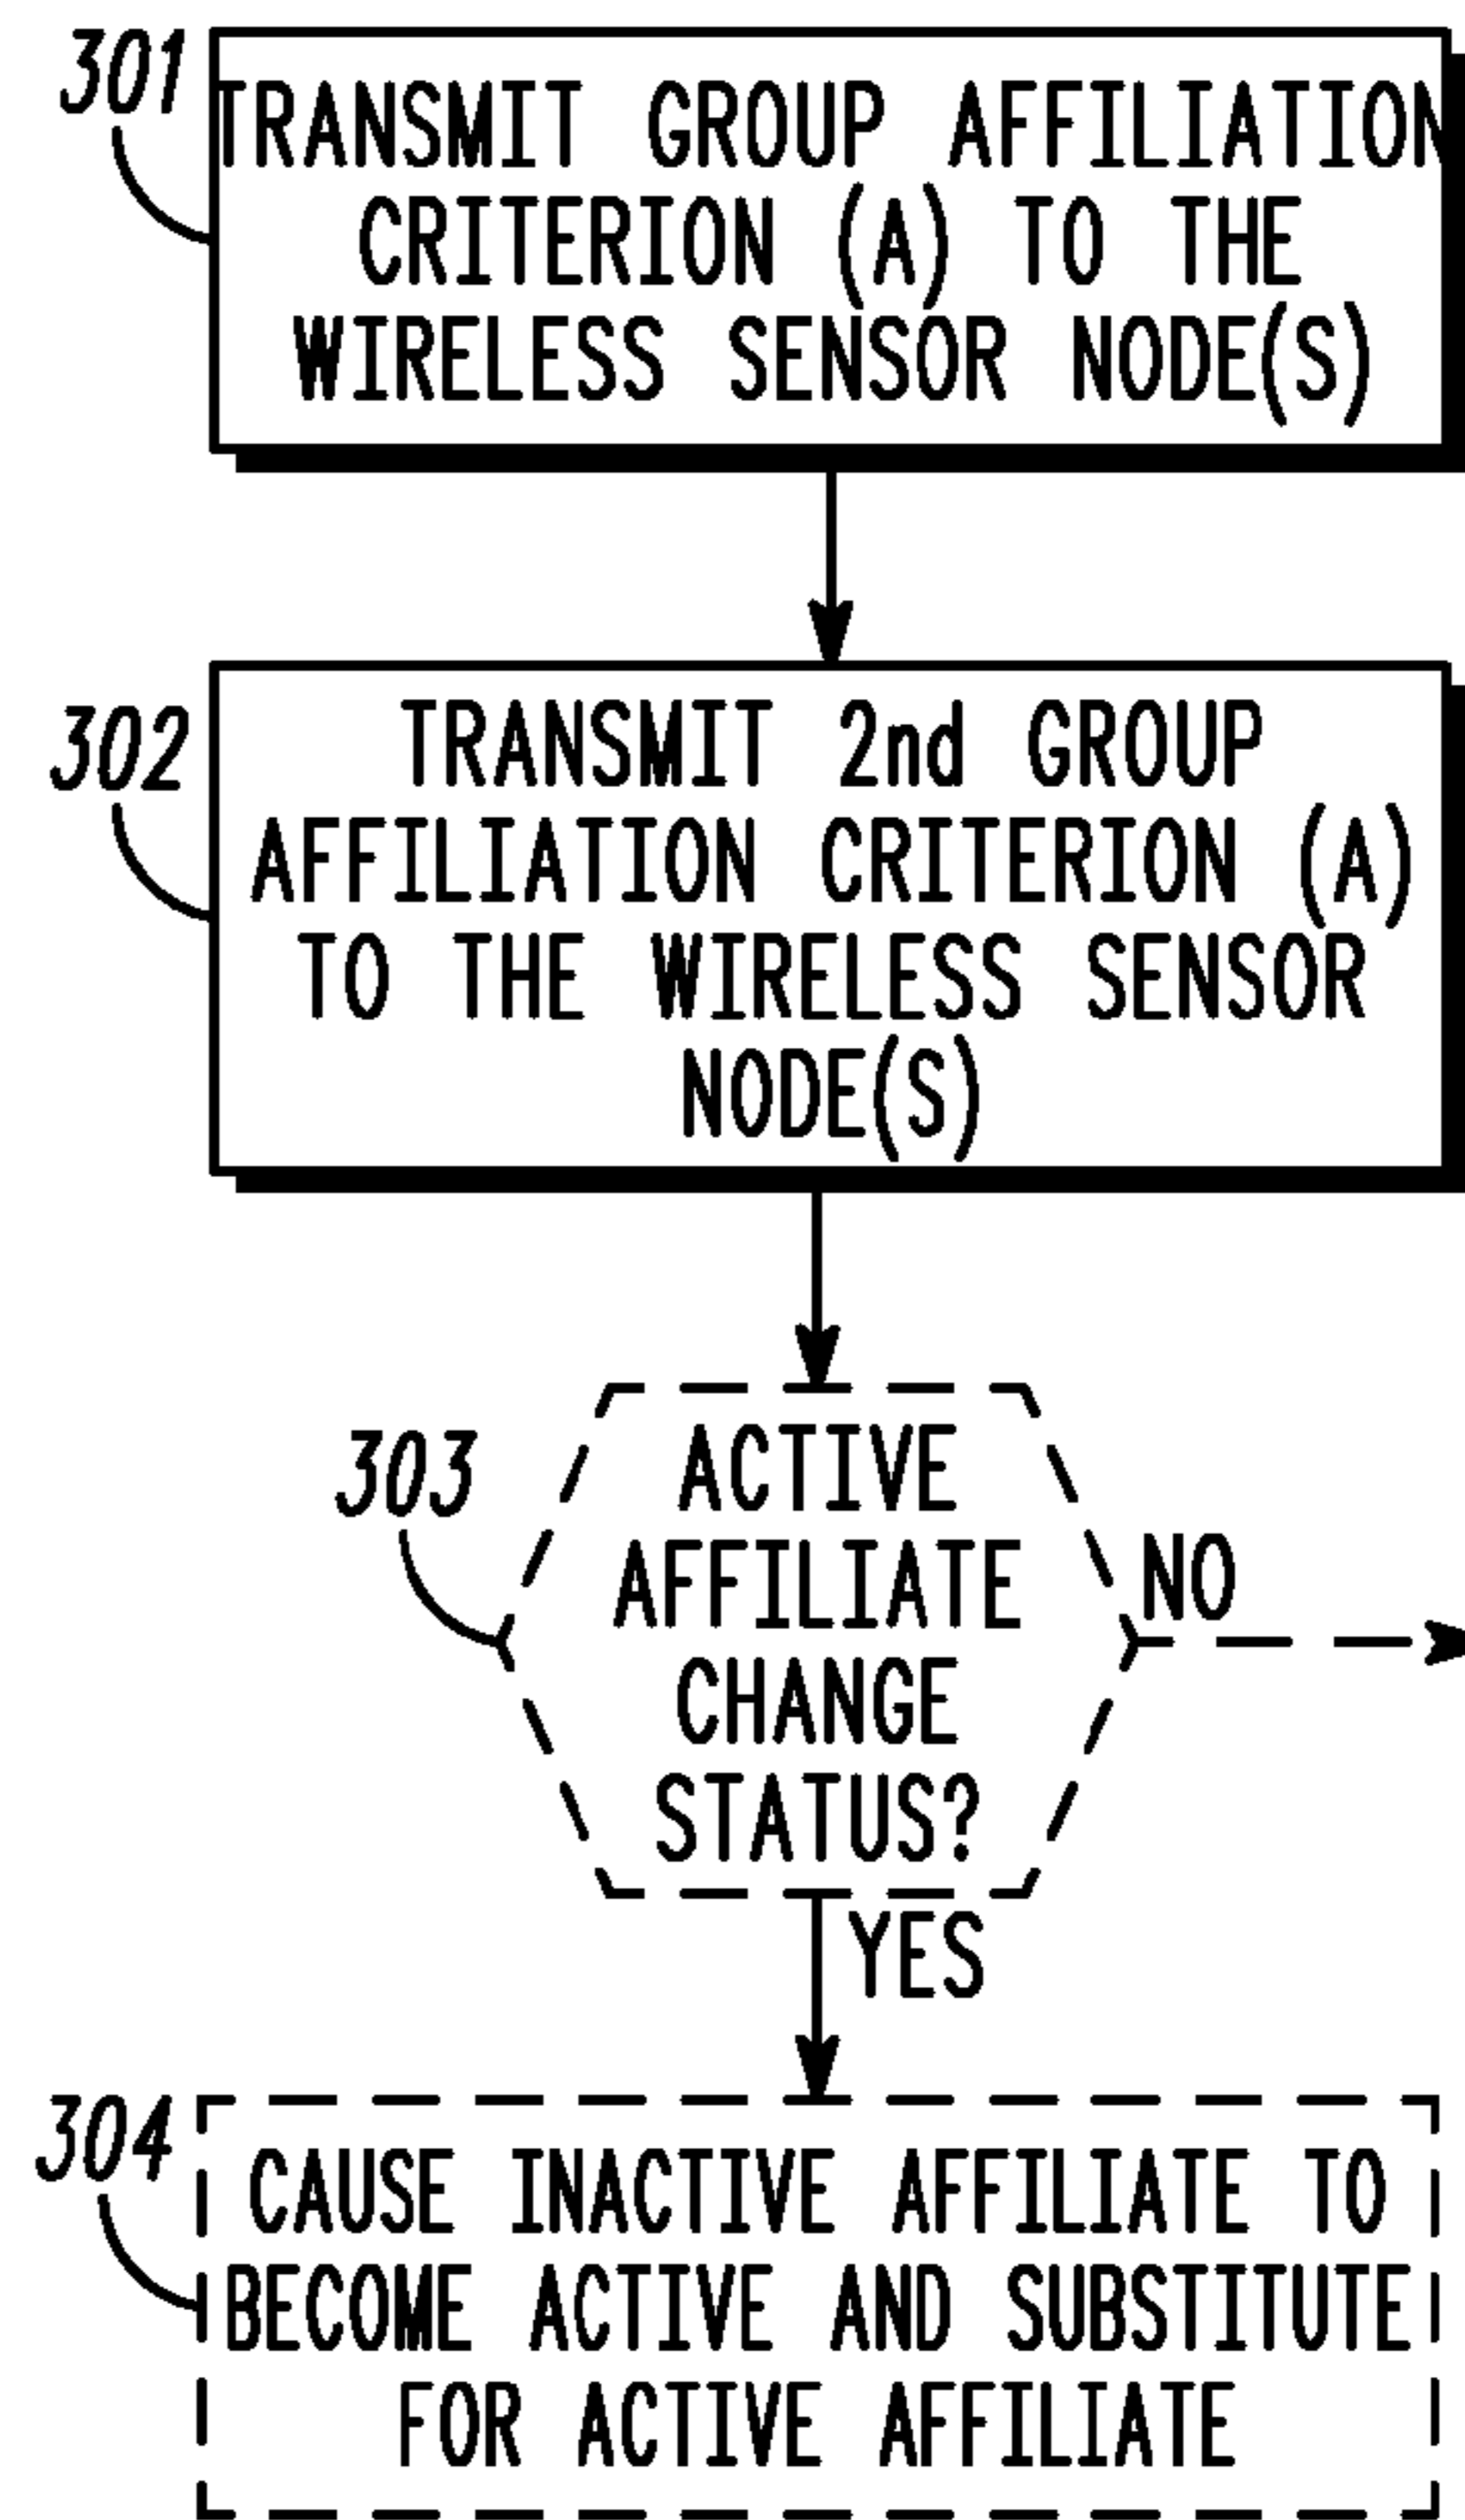 301
TRANSMIT GROUP AFFILIATION
CRITERION (A) TO THE
WIRELESS SENSOR NODE(S)
302
TRANSMIT 2nd GROUP
AFFILIATION CRITERION (A)
TO THE WIRELESS SENSOR
NODE(S)
303
ACTIVE
AFFILIATE
CHANGE
STATUS?
NO
YES
304
CAUSE INACTIVE AFFILIATE TO
BECOME ACTIVE AND SUBSTITUTE
FOR ACTIVE AFFILIATE